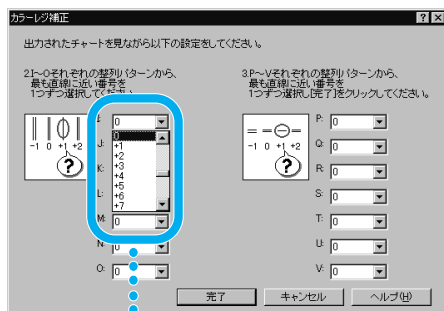 カラーレジ補正
出力されたチャートを見ながら以下の設定をしてください。
2.I～Oそれぞれの整列パターンから、
最も直線に近い番号を
1つずつ選択してください
-1 0 +1 +2
?
I: 0
0
+1
+2
+3
+4
+5
+6
+7
J:
K:
L:
M: 0
N: 0
O: 0
3.P～Vそれぞれの整列パターンから、
最も直線に近い番号を
1つずつ選択し[完了]をクリックしてください。
-1 0 +1 +2
?
P: 0
Q: 0
R: 0
S: 0
T: 0
U: 0
V: 0
完了 キャンセル ヘルプ(H)